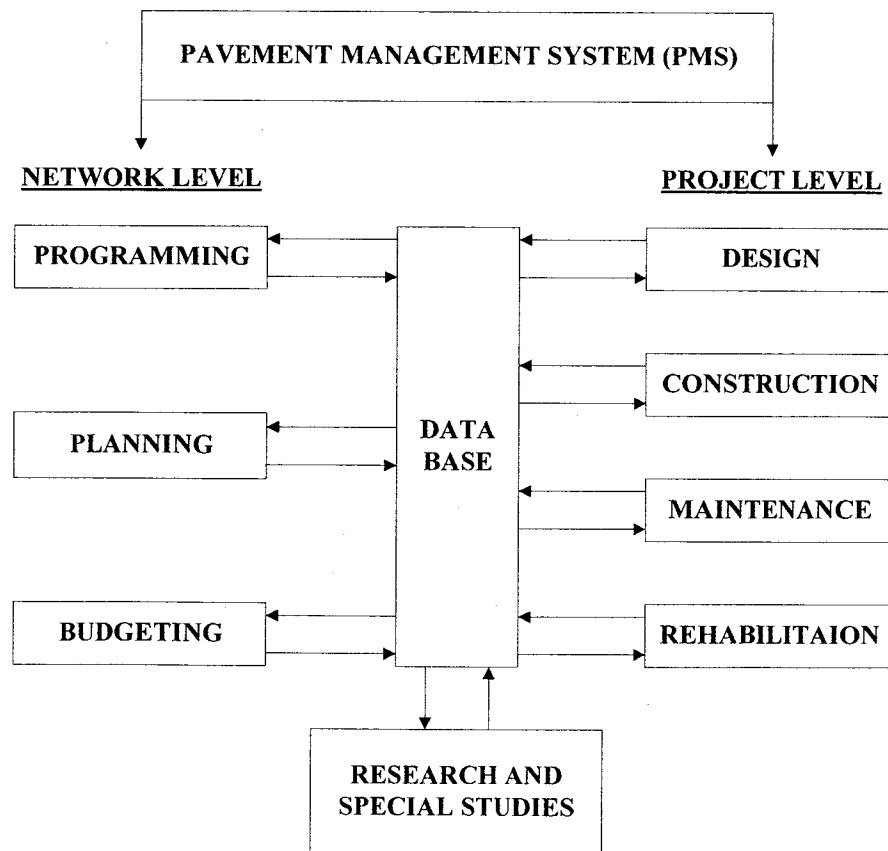 PAVEMENT MANAGEMENT SYSTEM (PMS)
NETWORK LEVEL
PROJECT LEVEL
PROGRAMMING
DESIGN
CONSTRUCTION
PLANNING
DATA
BASE
MAINTENANCE
BUDGETING
REHABILITAION
RESEARCH AND
SPECIAL STUDIES